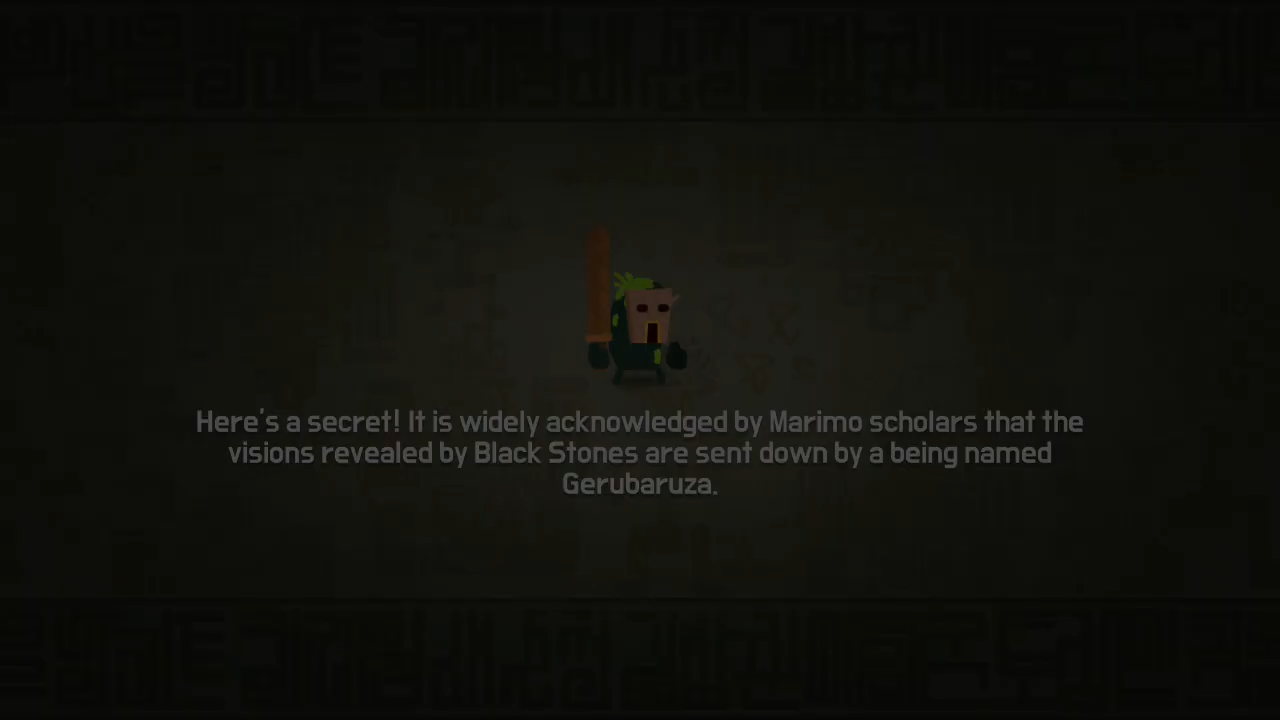 Here's a secret! It is widely acknowledged by Marimo scholars that the
visions revealed by Black Stones are sent down by a being named
Gerubaruza.